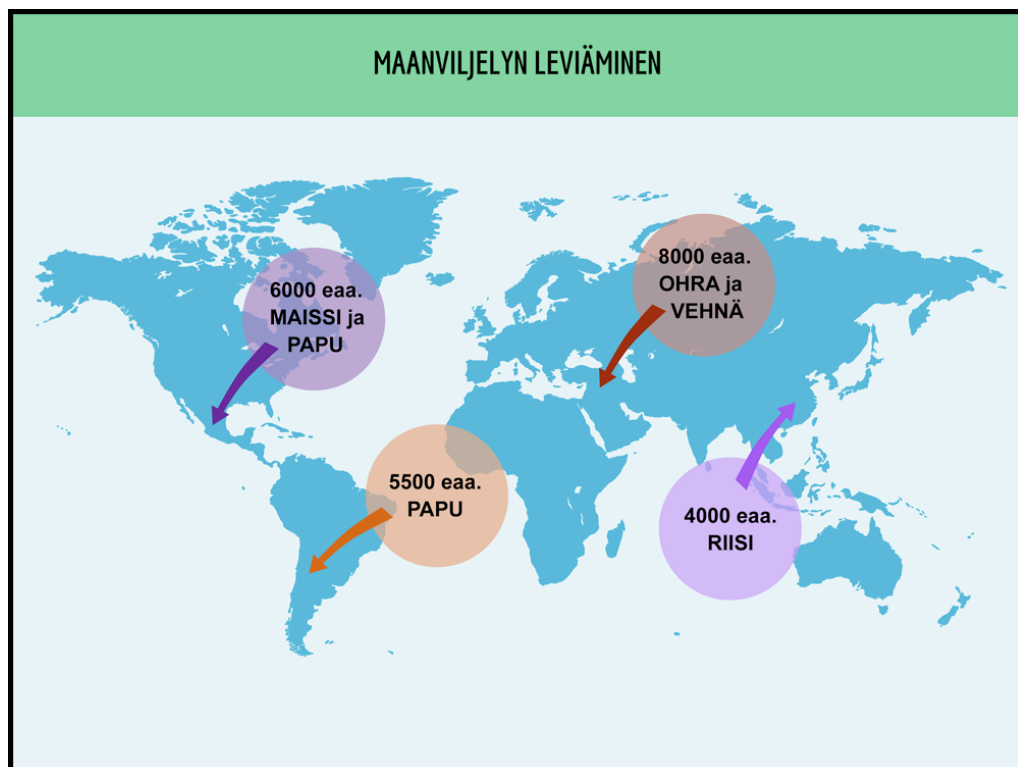 MAANVILJELYN LEVIÄMINEN
6000 eaa.
MAISSI ja
PAPU
8000 eaa.
OHRA ja
VEHNÄ
5500 eaa.
PAPU
4000 eaa.
RIISI